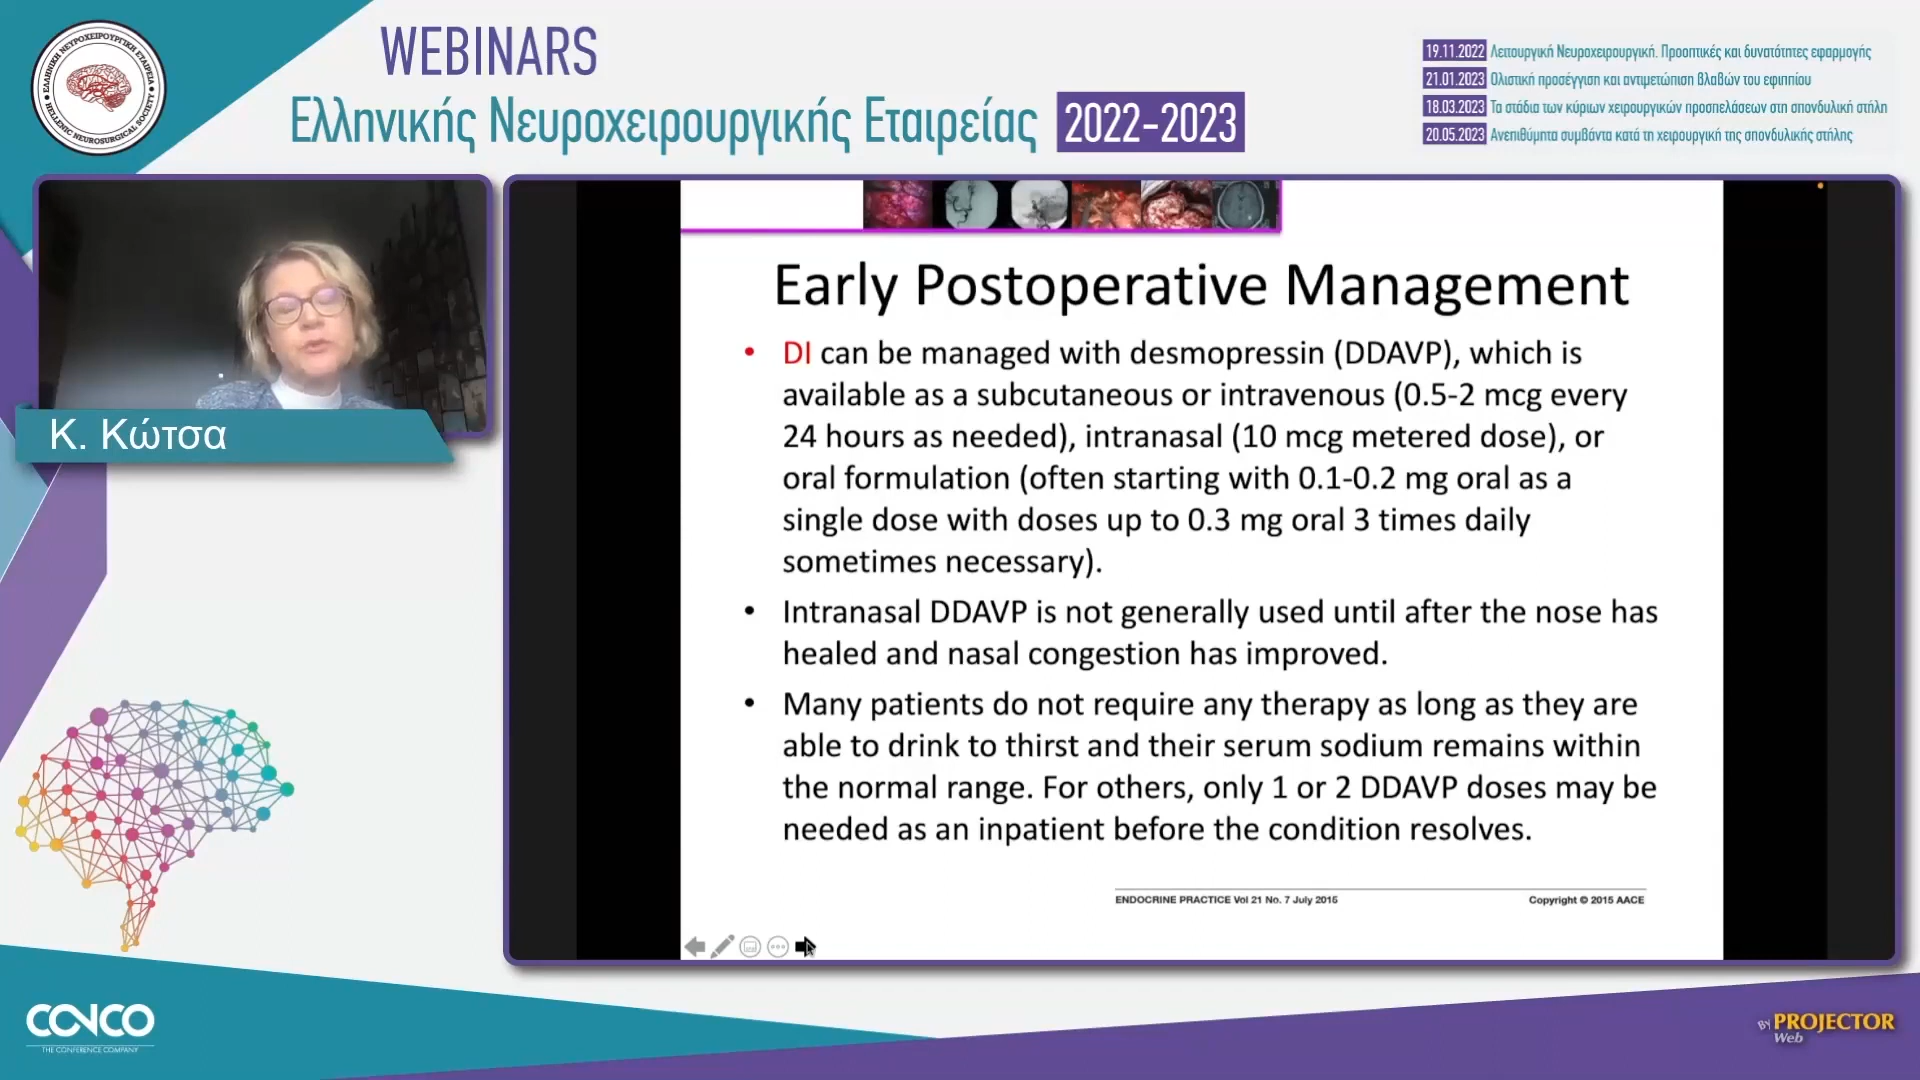 ΕΛΛΗΝΙΚΗ ΝΕΥΡΟΧΕΙΡΟΥΡΓΙΚΗ ΕΤΑΙΡΕΙΑ
HELLENIC NEUROSURGICAL SOCIETY
WEBINARS
Ελληνικής Νευροχειρουργικής Εταιρείας 2022-2023
19.11.2022 Λειτουργική Νευροχειρουργική. Προοπτικές και δυνατότητες εφαρμογής
21.01.2023 Ολιστική προσέγγιση και αντιμετώπιση βλαβών του εφιππίου
18.03.2023 Τα στάδια των κύριων χειρουργικών προσπελάσεων στη σπονδυλική στήλη
20.05.2023 Ανεπιθύμητα συμβάντα κατά τη χειρουργική της σπονδυλικής στήλης
Κ. Κώτσα
Early Postoperative Management
• DI can be managed with desmopressin (DDAVP), which is
available as a subcutaneous or intravenous (0.5-2 mcg every
24 hours as needed), intranasal (10 mcg metered dose), or
oral formulation (often starting with 0.1-0.2 mg oral as a
single dose with doses up to 0.3 mg oral 3 times daily
sometimes necessary).
• Intranasal DDAVP is not generally used until after the nose has
healed and nasal congestion has improved.
• Many patients do not require any therapy as long as they are
able to drink to thirst and their serum sodium remains within
the normal range. For others, only 1 or 2 DDAVP doses may be
needed as an inpatient before the condition resolves.
ENDOCRINE PRACTICE Vol 21 No. 7 July 2015
Copyright © 2015 AACE
CONCO
THE CONFERENCE COMPANY
By PROJECTOR
Web